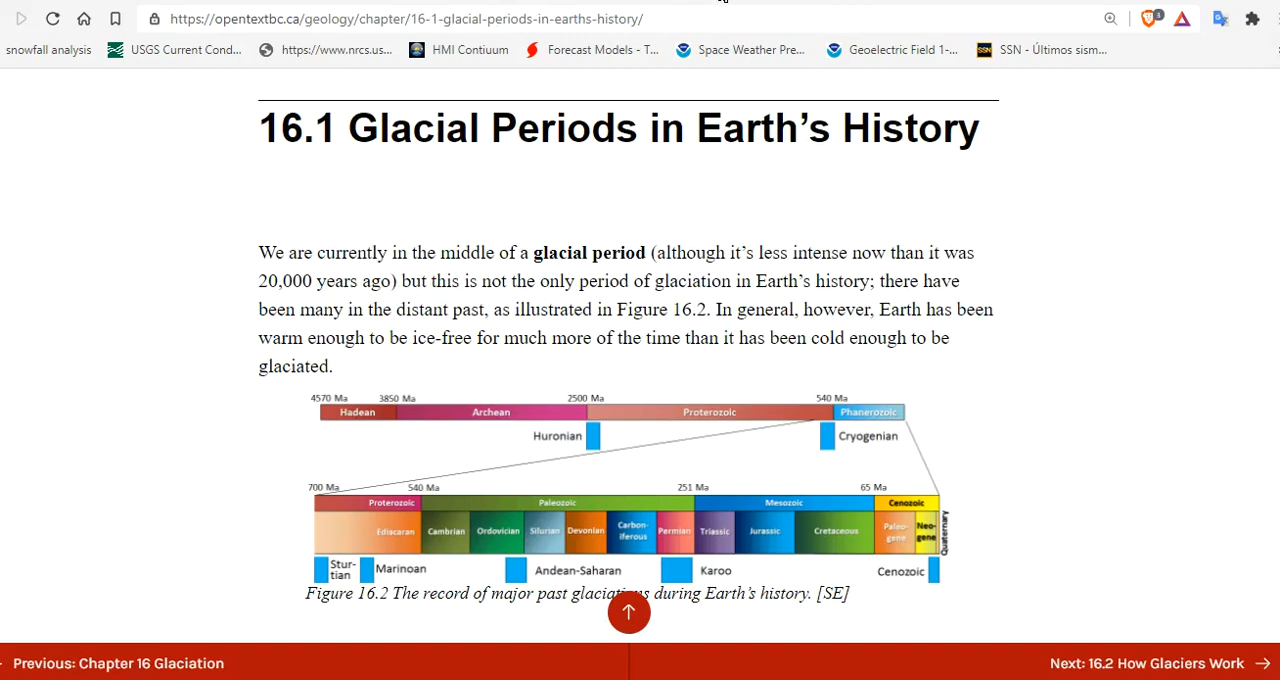 https://opentextbc.ca/geology/chapter/16-1-glacial-periods-in-earths-history/
3
snowfall analysis
USGS Current Cond...
https://www.nrcs.us...
HMI Contiuum
Forecast Models - T...
Space Weather Pre...
Geoelectric Field 1-...
SSN - Últimos sism...
16.1 Glacial Periods in Earth’s History
We are currently in the middle of a glacial period (although it’s less intense now than it was
20,000 years ago) but this is not the only period of glaciation in Earth’s history; there have
been many in the distant past, as illustrated in Figure 16.2. In general, however, Earth has been
warm enough to be ice-free for much more of the time than it has been cold enough to be
glaciated.
4570 Ma 3850 Ma 2500 Ma 540 Ma
Hadean Archean Proterozoic Phanerozoic
Huronian Cryogenian
700 Ma 540 Ma 251 Ma 65 Ma
Proterozoic Paleozoic Mesozoic Cenozoic
Ediscaran Cambrian Ordovician Silurian Devonian Carbon-
iferous Permian Triassic Jurassic Cretaceous Paleo-
gene Neo-
gene Quaternary
Stur-
tian Marinoan Andean-Saharan Karoo Cenozoic
Figure 16.2 The record of major past glaciations during Earth’s history. [SE]
Previous: Chapter 16 Glaciation
Next: 16.2 How Glaciers Work